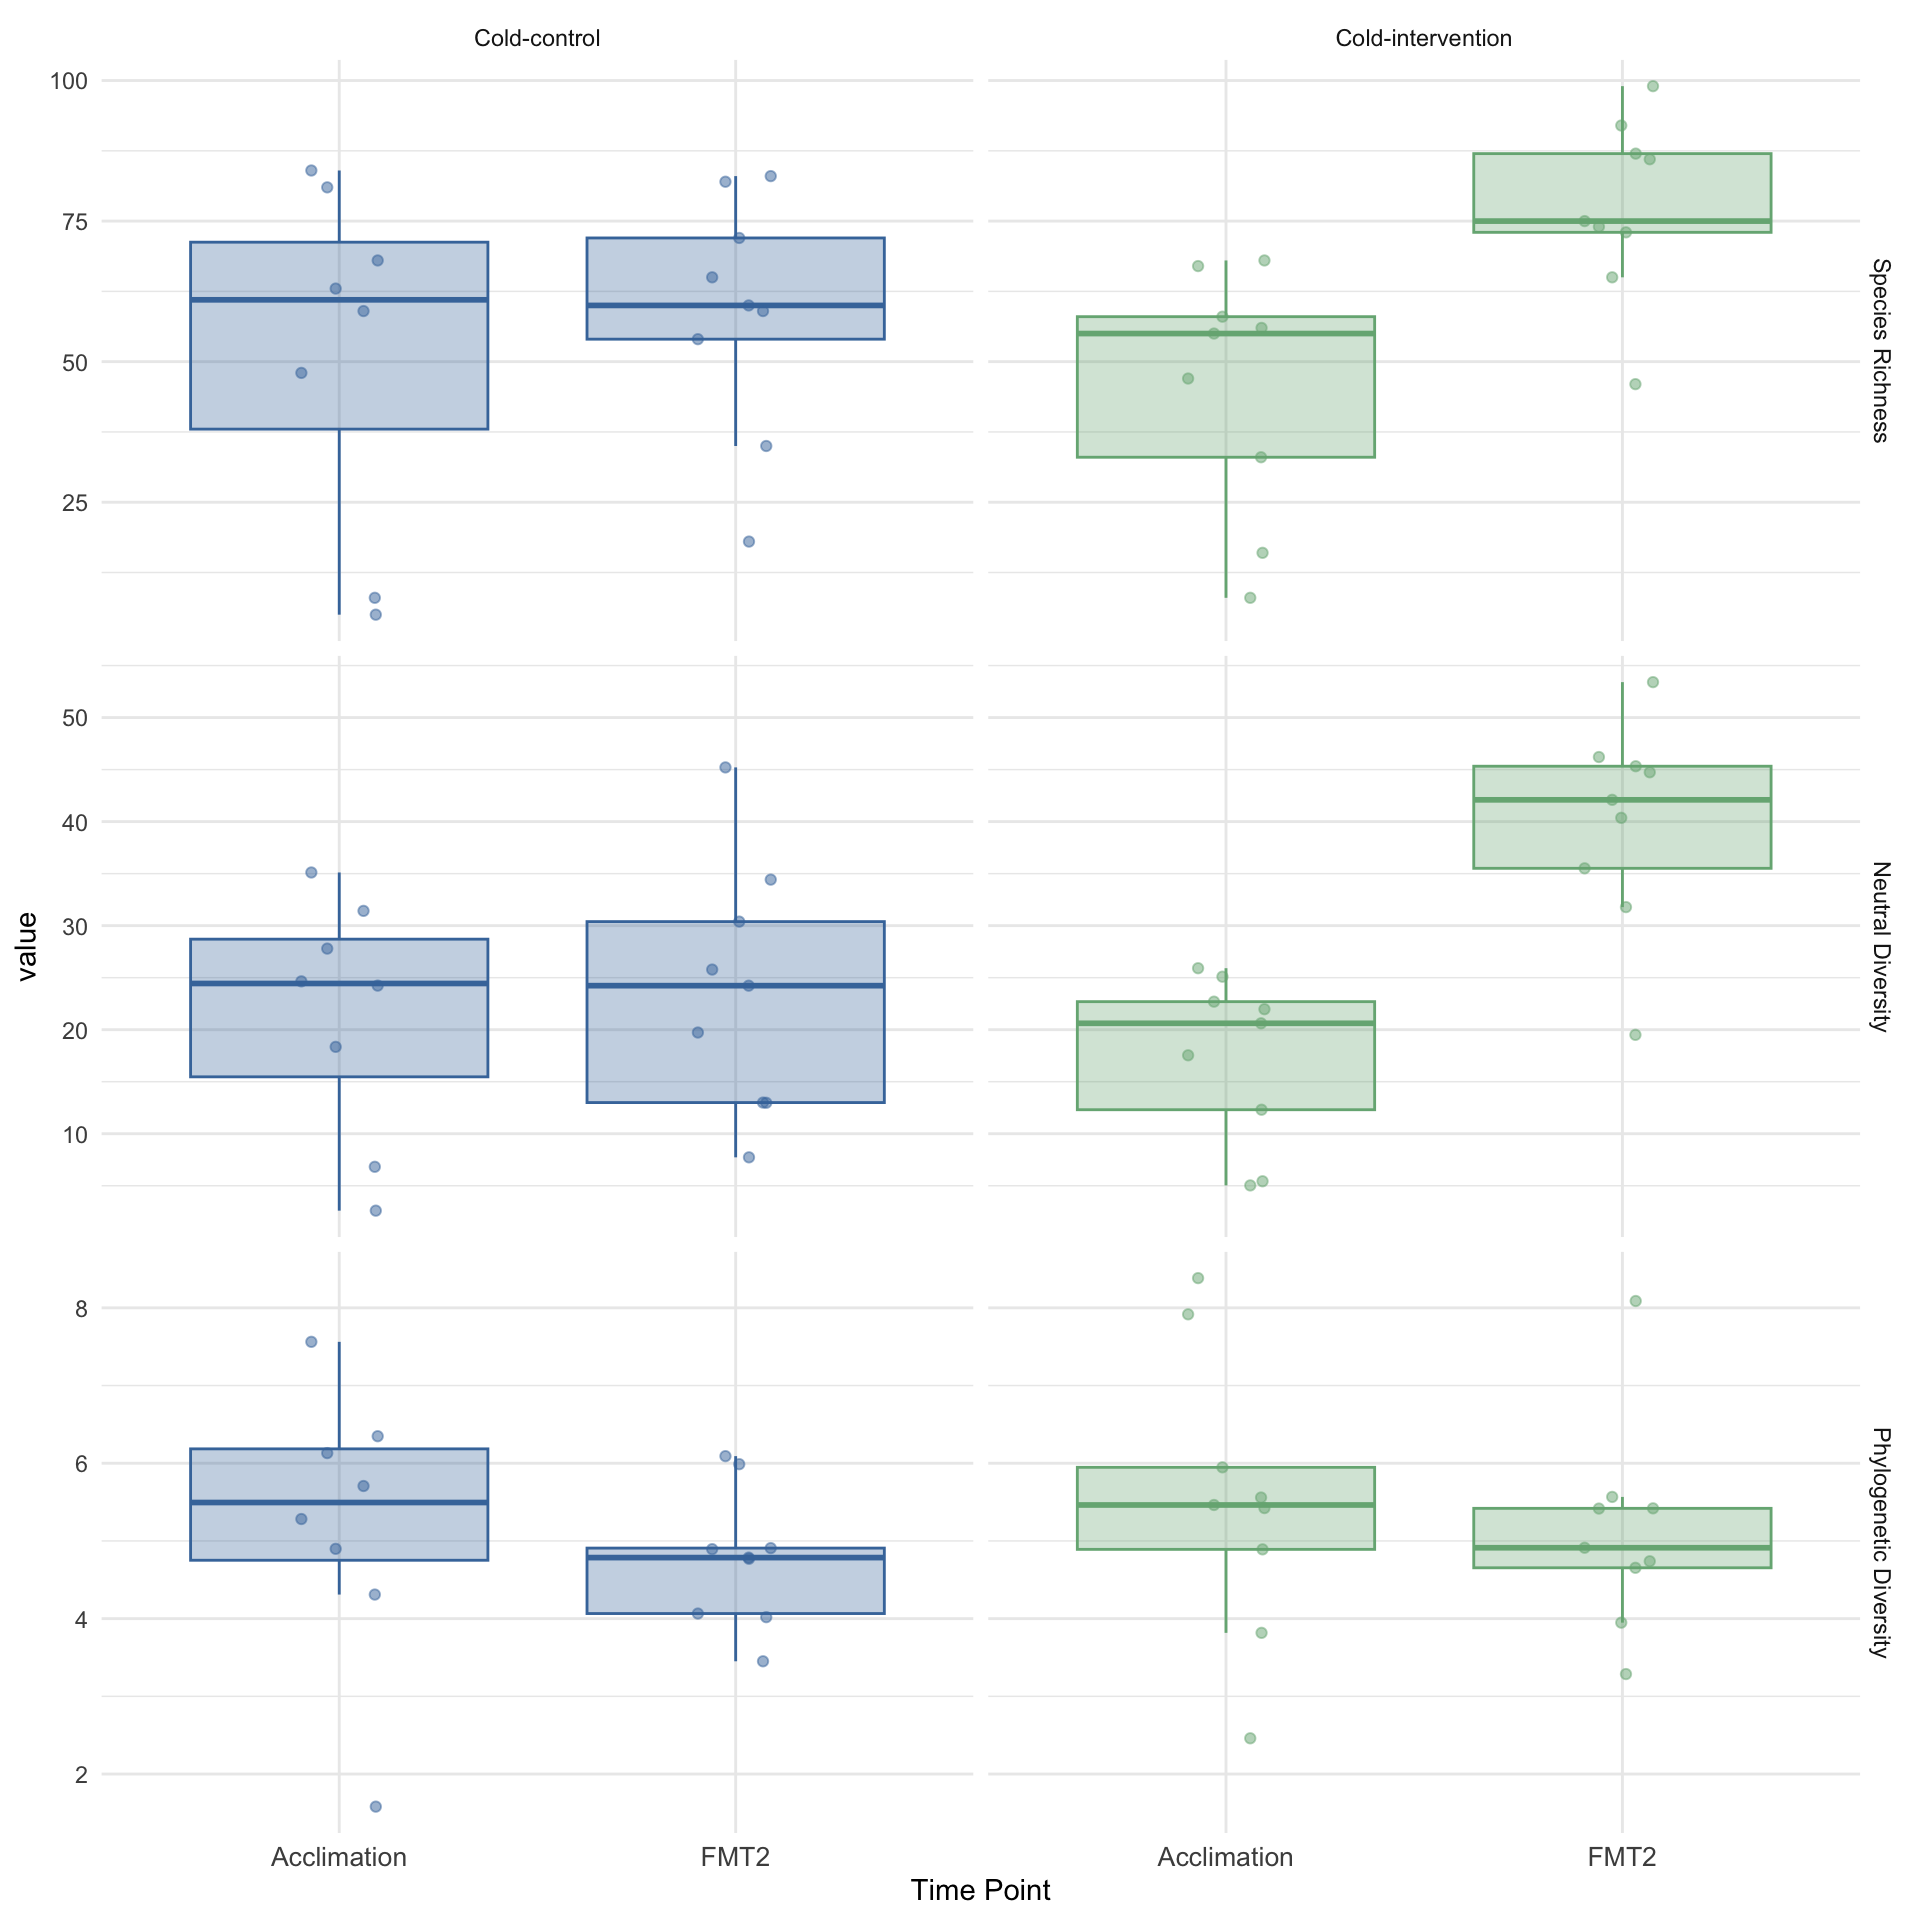 Cold-control
Cold-intervention
100
75
50
25
Species Richness
50
40
30
20
10
Neutral Diversity
value
8
6
4
2
Phylogenetic Diversity
Acclimation
FMT2
Acclimation
FMT2
Time Point